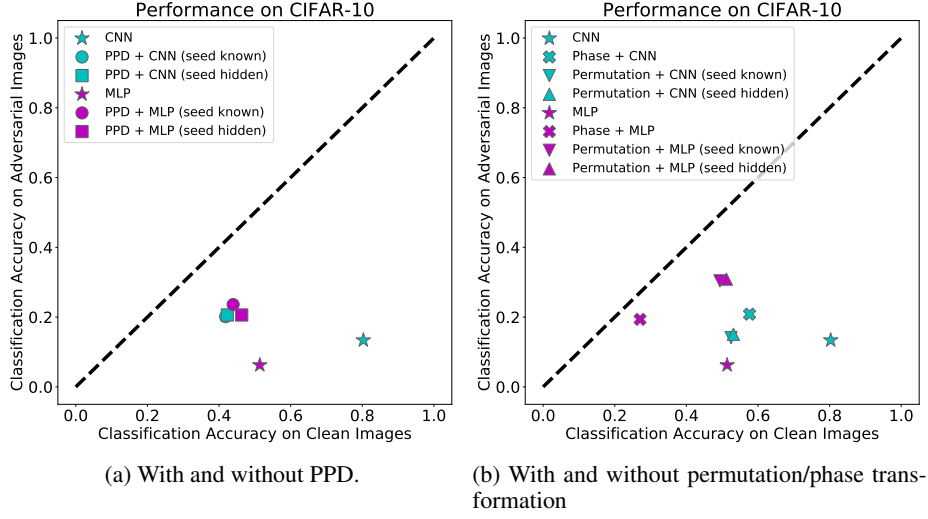 Performance on CIFAR-10
Classification Accuracy on Adversarial Images
1.0
0.8
0.6
0.4
0.2
0.0
CNN
PPD + CNN (seed known)
PPD + CNN (seed hidden)
MLP
PPD + MLP (seed known)
PPD + MLP (seed hidden)
0.0 0.2 0.4 0.6 0.8 1.0
Classification Accuracy on Clean Images
(a) With and without PPD.
Performance on CIFAR-10
Classification Accuracy on Adversarial Images
1.0
0.8
0.6
0.4
0.2
0.0
CNN
Phase + CNN
Permutation + CNN (seed known)
Permutation + CNN (seed hidden)
MLP
Phase + MLP
Permutation + MLP (seed known)
Permutation + MLP (seed hidden)
0.0 0.2 0.4 0.6 0.8 1.0
Classification Accuracy on Clean Images
(b) With and without permutation/phase trans-
formation